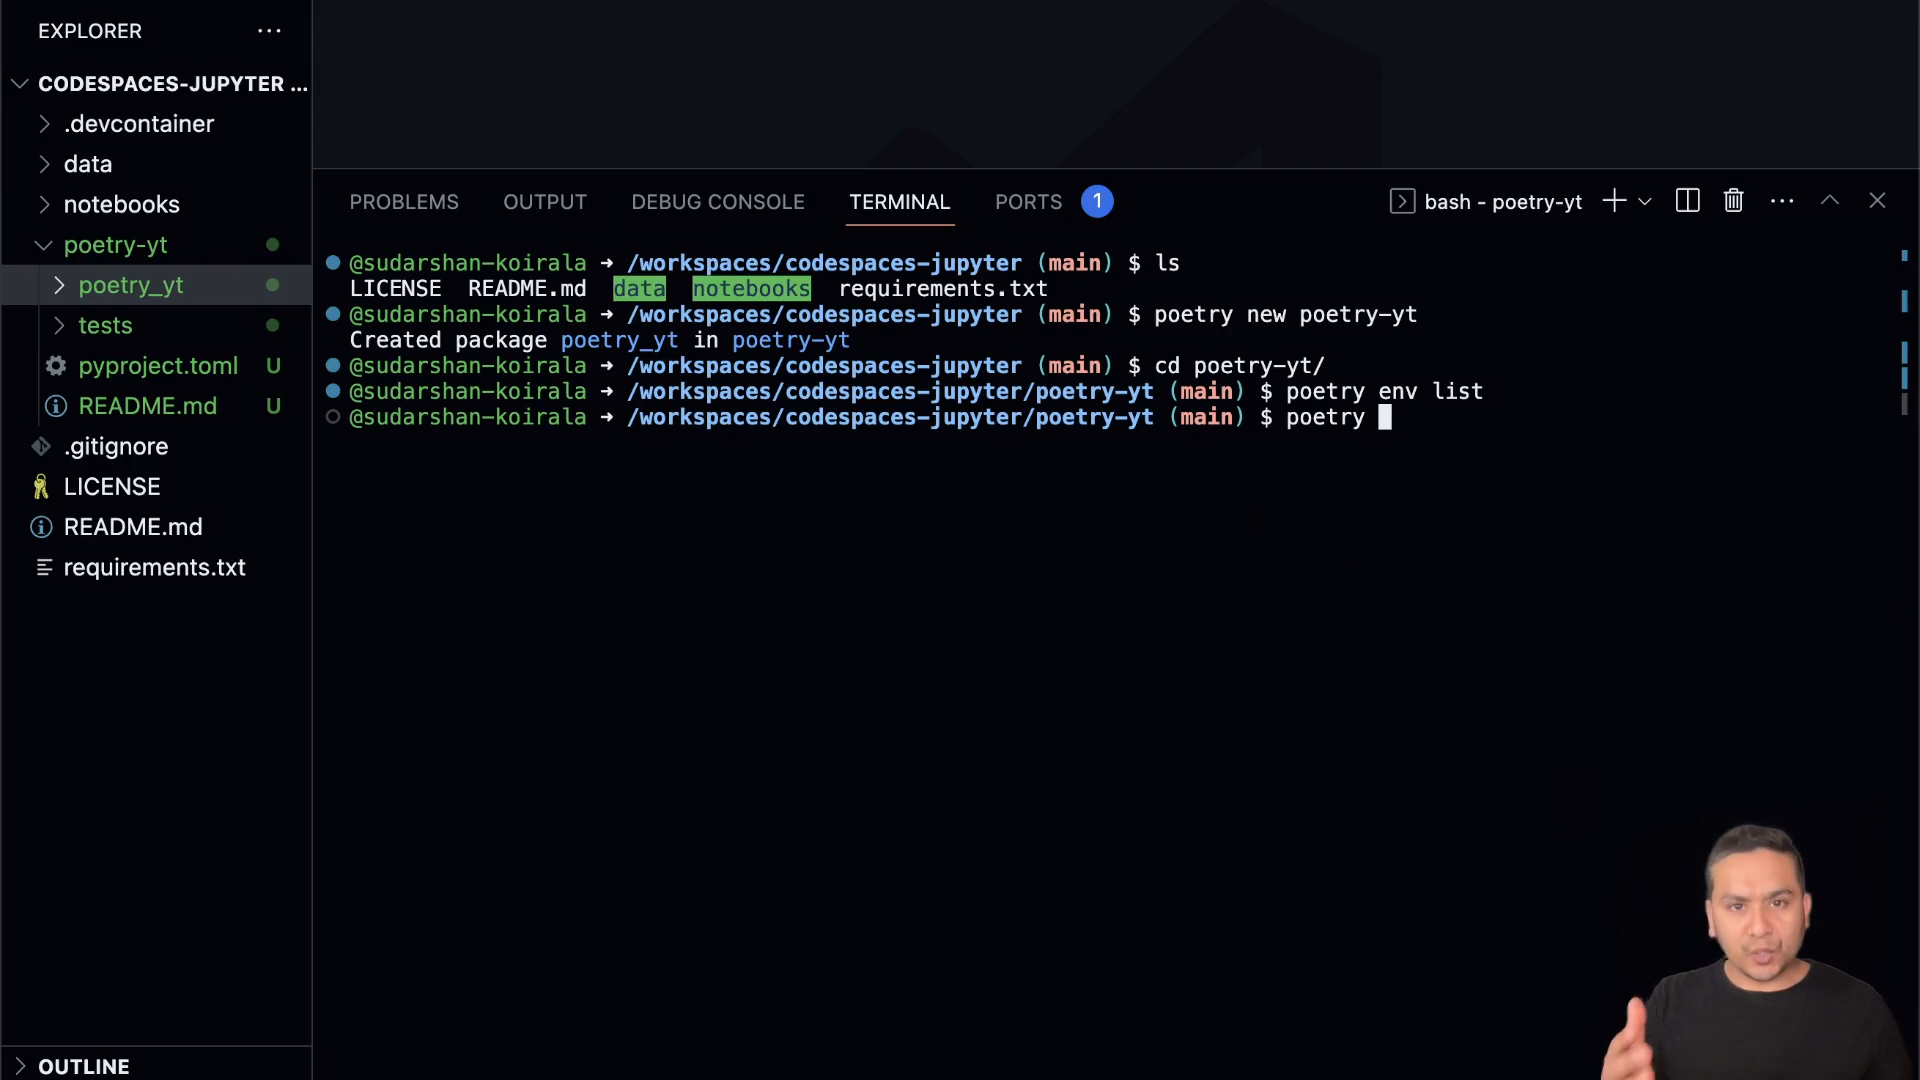 EXPLORER
CODESPACES-JUPYTER ...
.devcontainer
data
notebooks
poetry-yt
poetry_yt
tests
pyproject.toml U
README.md U
.gitignore
LICENSE
README.md
requirements.txt
OUTLINE
PROBLEMS OUTPUT DEBUG CONSOLE TERMINAL PORTS 1 bash - poetry-yt
@sudarshan-koirala ➜ /workspaces/codespaces-jupyter (main) $ ls
LICENSE README.md data notebooks requirements.txt
@sudarshan-koirala ➜ /workspaces/codespaces-jupyter (main) $ poetry new poetry-yt
Created package poetry_yt in poetry-yt
@sudarshan-koirala ➜ /workspaces/codespaces-jupyter (main) $ cd poetry-yt/
@sudarshan-koirala ➜ /workspaces/codespaces-jupyter/poetry-yt (main) $ poetry env list
@sudarshan-koirala ➜ /workspaces/codespaces-jupyter/poetry-yt (main) $ poetry